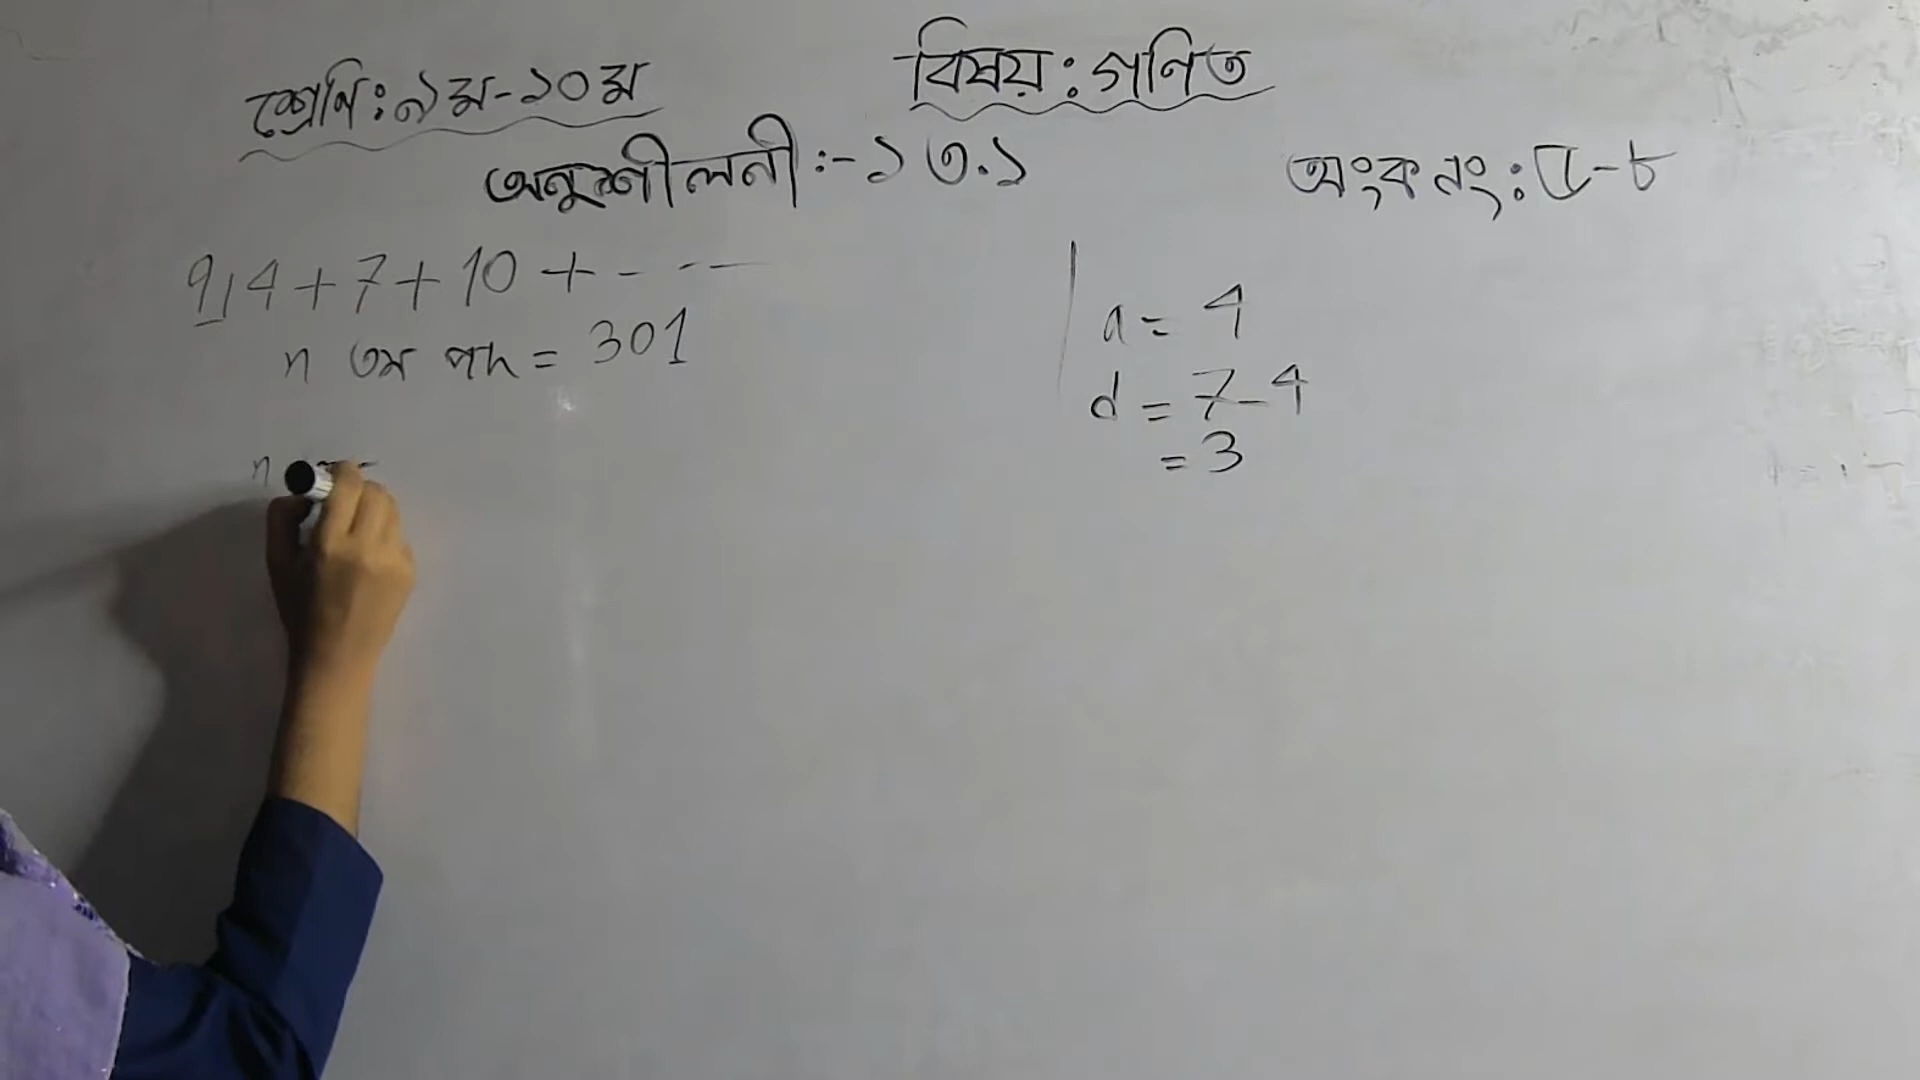 শ্রেণি: ৯ম-১০ম
বিষয়: গনিত
অনুশীলনী:-১৩.১
অংক নং: ৫-৮
9, 4+7+10+-----
n তম পদ = 301
n
a = 4
d = 7-4
= 3